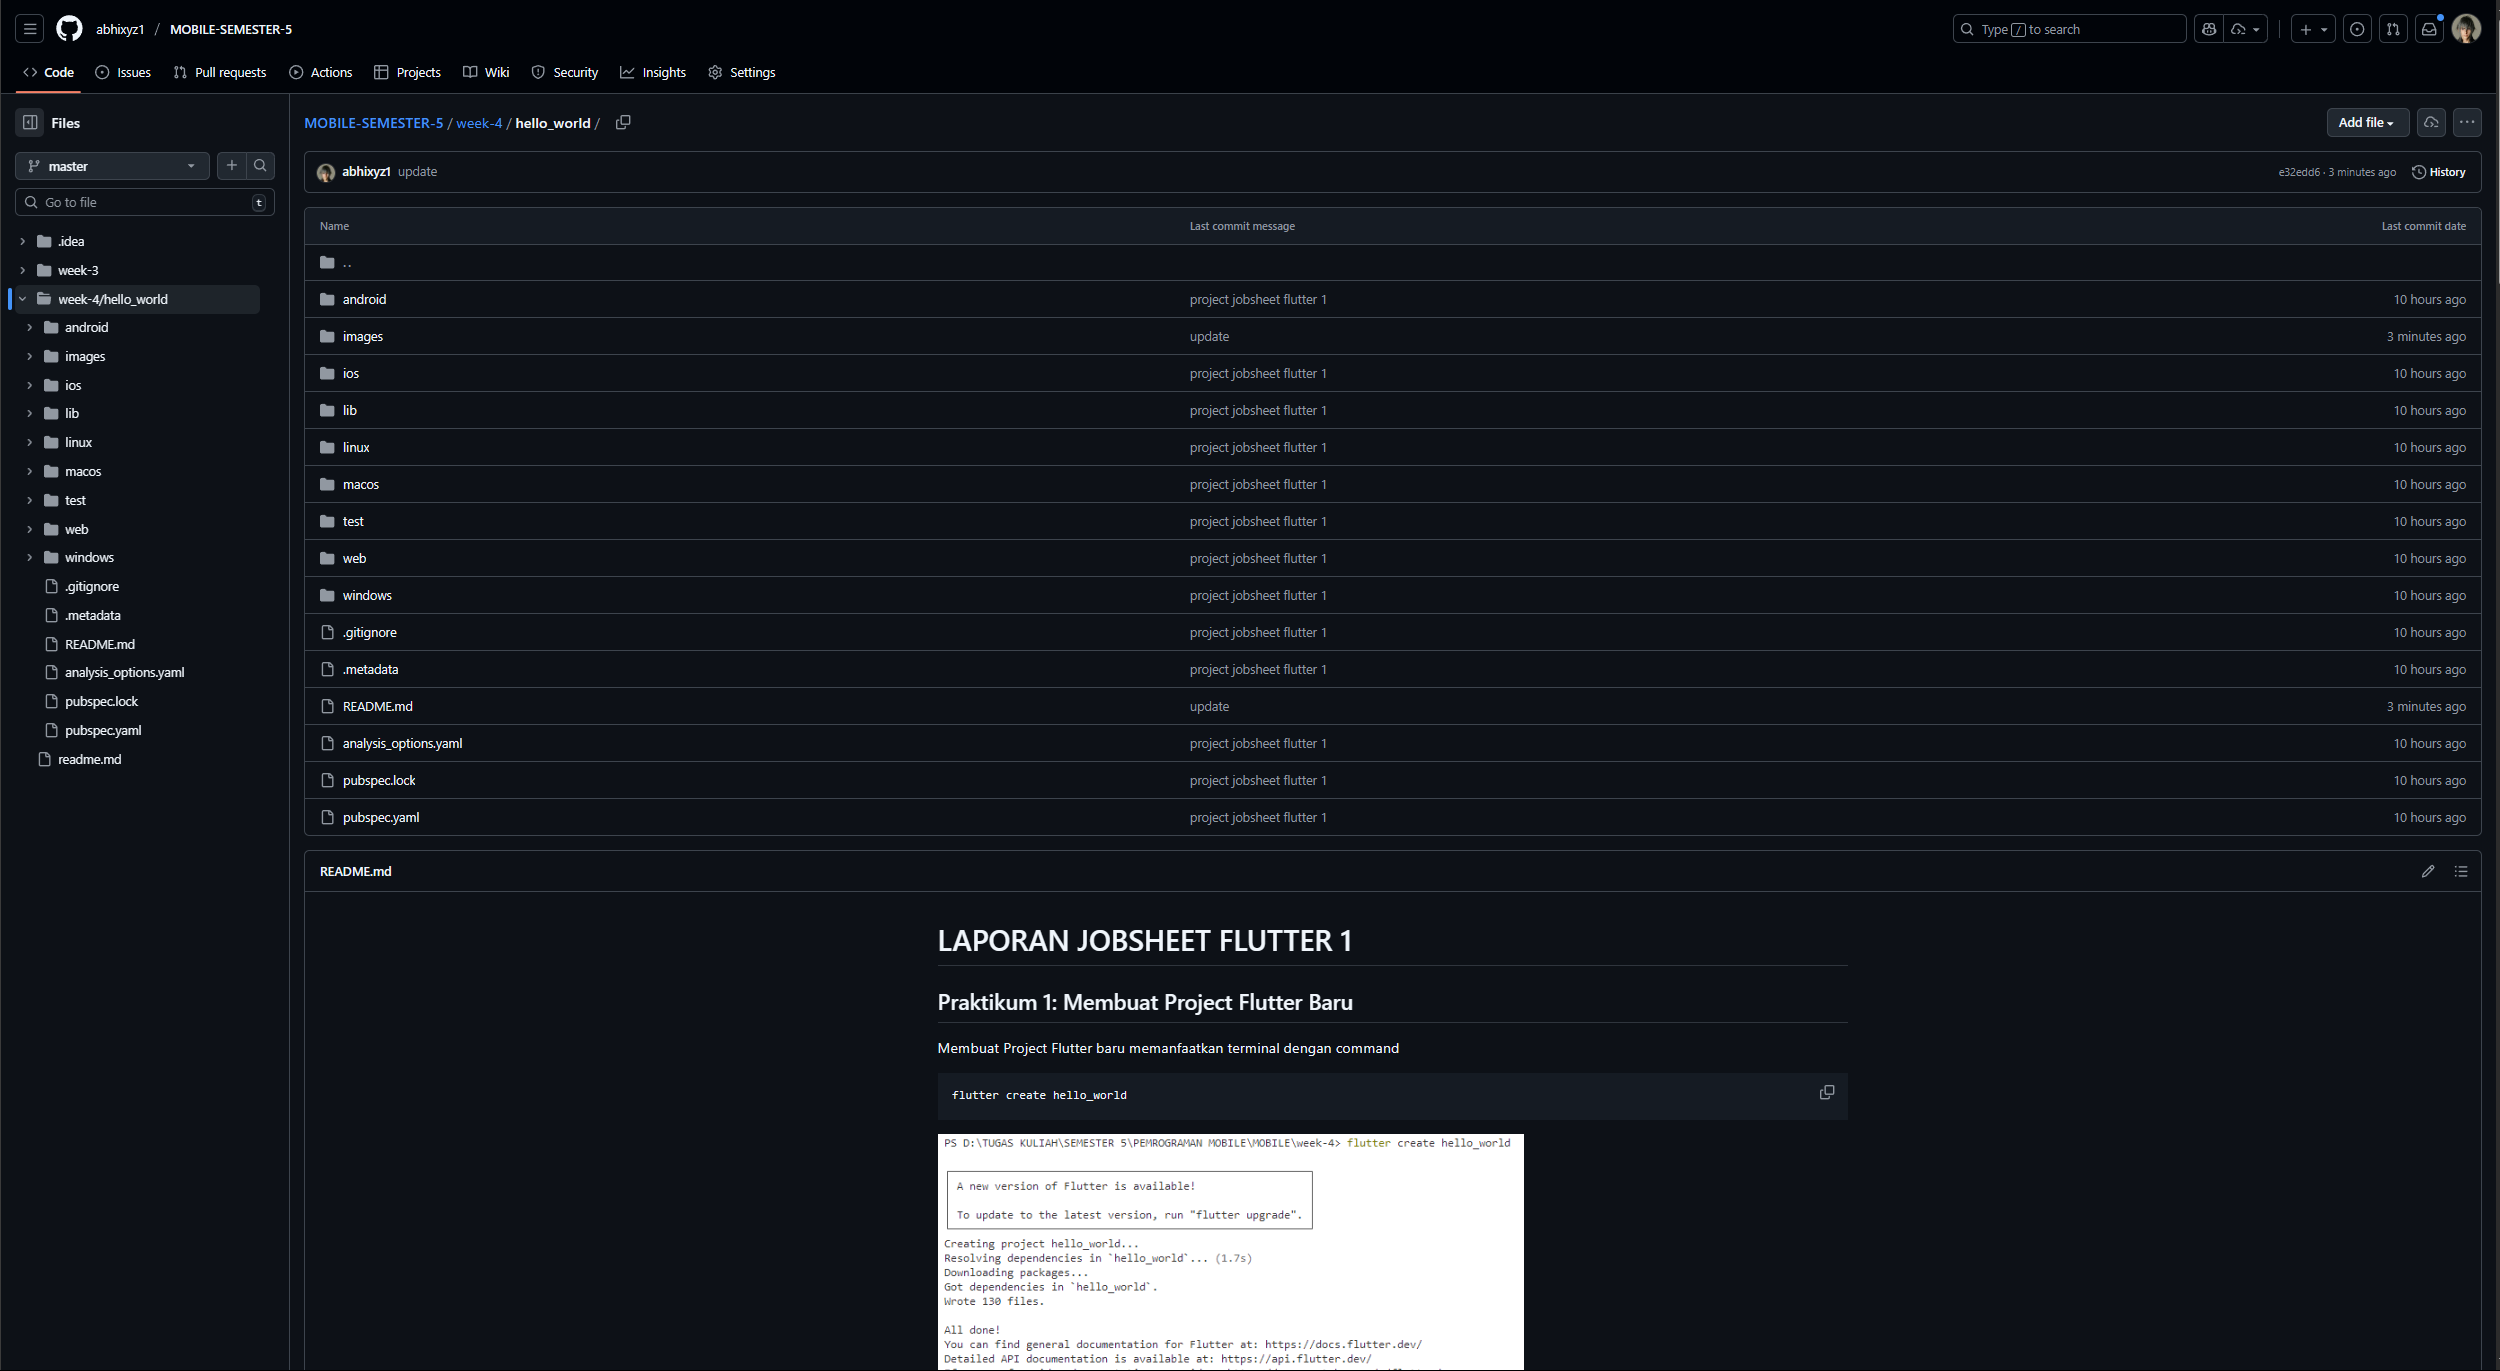 abhixyz1 / MOBILE-SEMESTER-5
Type / to search
Code Issues Pull requests Actions Projects Wiki Security Insights Settings
Files
master
Go to file t
.idea
week-3
week-4/hello_world
android
images
ios
lib
linux
macos
test
web
windows
.gitignore
.metadata
README.md
analysis_options.yaml
pubspec.lock
pubspec.yaml
readme.md
MOBILE-SEMESTER-5 / week-4 / hello_world /
Add file
abhixyz1 update
e32edd6 · 3 minutes ago History
Name Last commit message Last commit date
..
android project jobsheet flutter 1 10 hours ago
images update 3 minutes ago
ios project jobsheet flutter 1 10 hours ago
lib project jobsheet flutter 1 10 hours ago
linux project jobsheet flutter 1 10 hours ago
macos project jobsheet flutter 1 10 hours ago
test project jobsheet flutter 1 10 hours ago
web project jobsheet flutter 1 10 hours ago
windows project jobsheet flutter 1 10 hours ago
.gitignore project jobsheet flutter 1 10 hours ago
.metadata project jobsheet flutter 1 10 hours ago
README.md update 3 minutes ago
analysis_options.yaml project jobsheet flutter 1 10 hours ago
pubspec.lock project jobsheet flutter 1 10 hours ago
pubspec.yaml project jobsheet flutter 1 10 hours ago
README.md
LAPORAN JOBSHEET FLUTTER 1
Praktikum 1: Membuat Project Flutter Baru
Membuat Project Flutter baru memanfaatkan terminal dengan command
flutter create hello_world
PS D:\TUGAS KULIAH\SEMESTER 5\PEMROGRAMAN MOBILE\MOBILE\week-4> flutter create hello_world
A new version of Flutter is available!
To update to the latest version, run "flutter upgrade".
Creating project hello_world...
Resolving dependencies in `hello_world`... (1.7s)
Downloading packages...
Got dependencies in `hello_world`.
Wrote 130 files.
All done!
You can find general documentation for Flutter at: https://docs.flutter.dev/
Detailed API documentation is available at: https://api.flutter.dev/